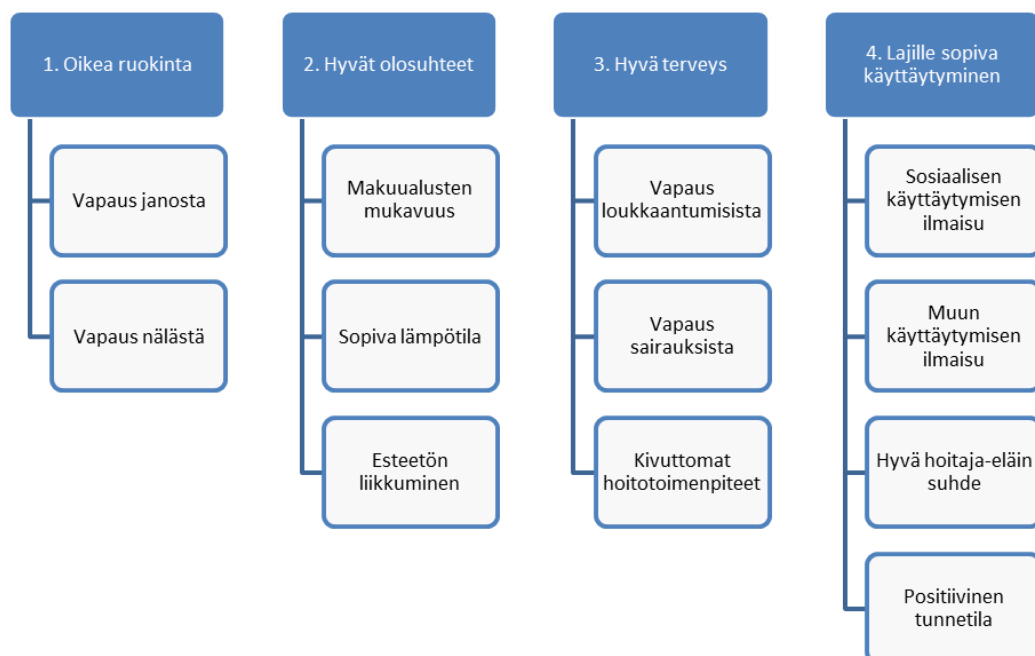 1. Oikea ruokinta
Vapaus janosta
Vapaus nälästä
2. Hyvät olosuhteet
Makuualusten
mukavuus
Sopiva lämpötila
Esteetön
liikkuminen
3. Hyvä terveys
Vapaus
loukkaantumisista
Vapaus
sairauksista
Kivuttomat
hoitotoimenpiteet
4. Lajille sopiva
käyttäytyminen
Sosiaalisen
käyttäytymisen
ilmaisu
Muun
käyttäytymisen
ilmaisu
Hyvä hoitaja-eläin
suhde
Positiivinen
tunnetila